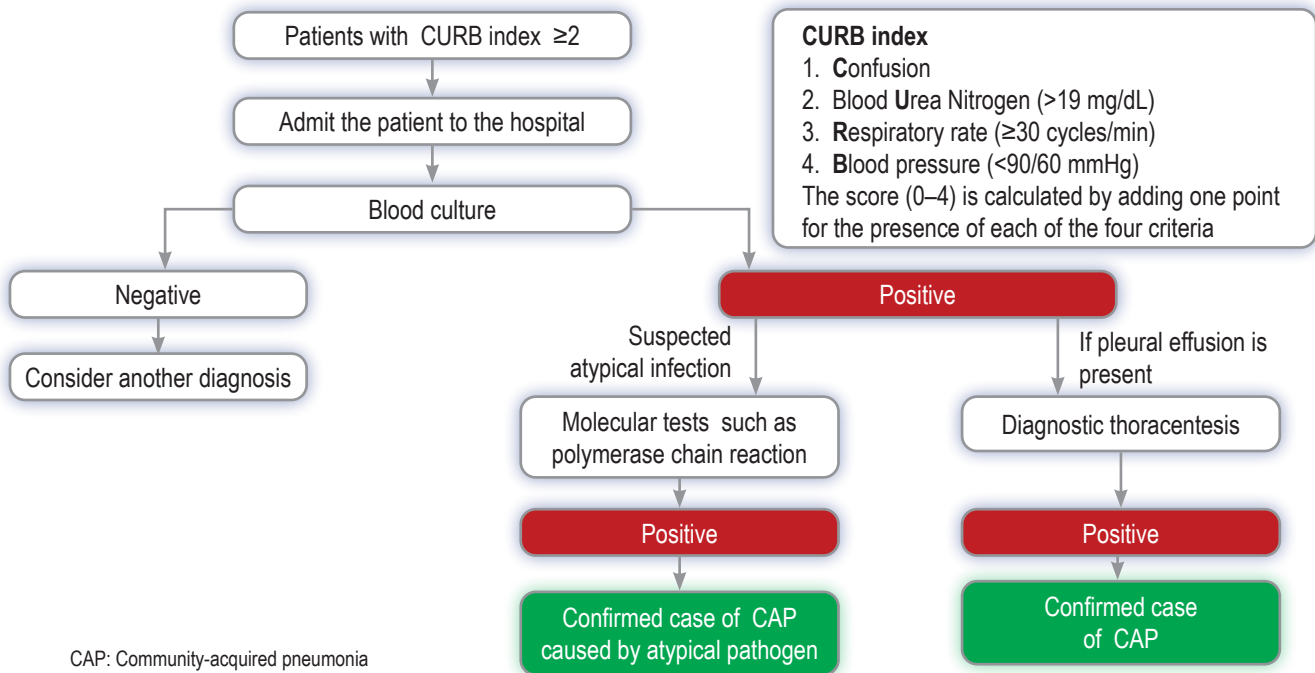 Patients with CURB index ≥2
Admit the patient to the hospital
Blood culture
CURB index
1. Confusion
2. Blood Urea Nitrogen (>19 mg/dL)
3. Respiratory rate (≥30 cycles/min)
4. Blood pressure (<90/60 mmHg)
The score (0–4) is calculated by adding one point
for the presence of each of the four criteria
Negative
Consider another diagnosis
Positive
Suspected
atypical infection
If pleural effusion is
present
Molecular tests such as
polymerase chain reaction
Diagnostic thoracentesis
Positive
Positive
Confirmed case of CAP
caused by atypical pathogen
Confirmed case
of CAP
CAP: Community-acquired pneumonia